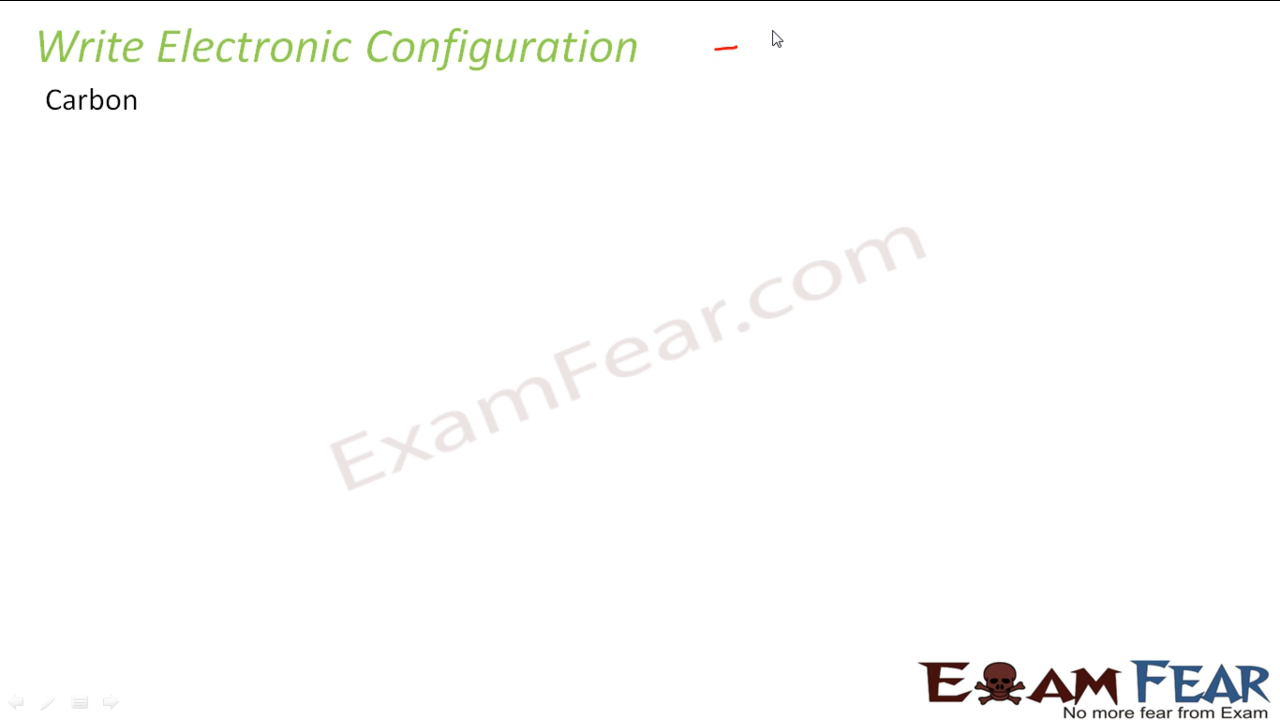 Write Electronic Configuration
Carbon
ExamFear.com
EXAM FEAR
No more fear from Exam